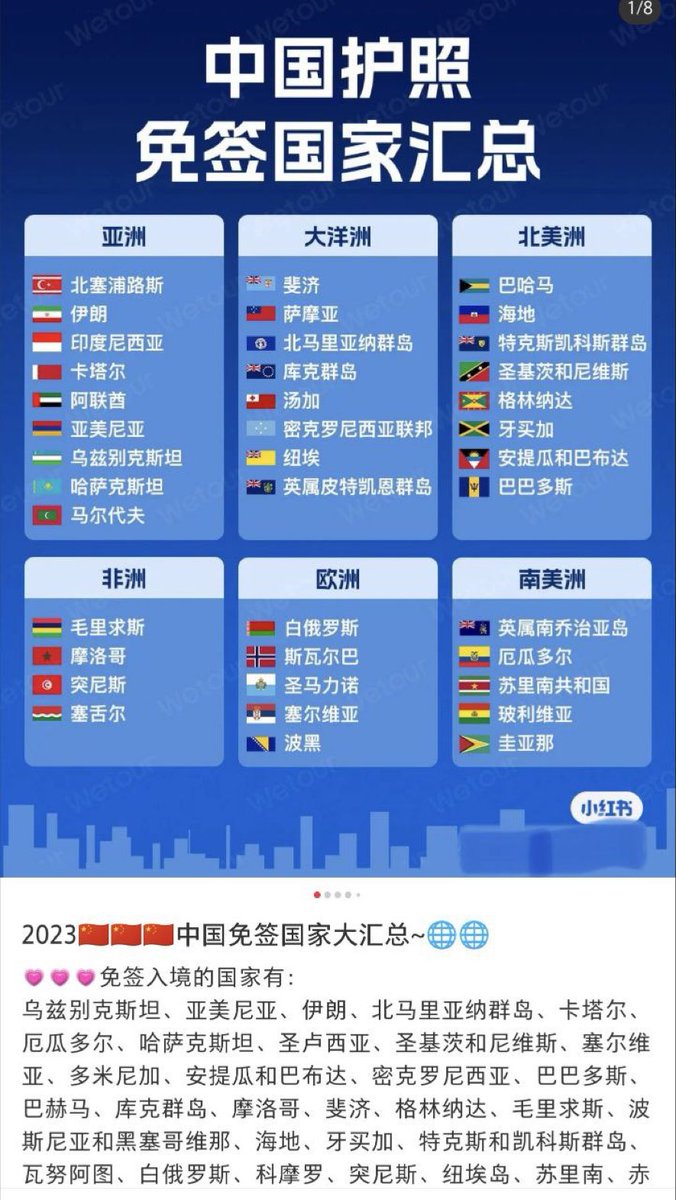 1/8
中国护照
免签国家汇总
亚洲
北塞浦路斯
伊朗
印度尼西亚
卡塔尔
阿联酋
亚美尼亚
乌兹别克斯坦
哈萨克斯坦
马尔代夫
大洋洲
斐济
萨摩亚
北马里亚纳群岛
库克群岛
汤加
密克罗尼西亚联邦
纽埃
英属皮特凯恩群岛
北美洲
巴哈马
海地
特克斯凯科斯群岛
圣基茨和尼维斯
格林纳达
牙买加
安提瓜和巴布达
巴巴多斯
非洲
毛里求斯
摩洛哥
突尼斯
塞舌尔
欧洲
白俄罗斯
斯瓦尔巴
圣马力诺
塞尔维亚
波黑
南美洲
英属南乔治亚岛
厄瓜多尔
苏里南共和国
玻利维亚
圭亚那
小红书
2023🇨🇳🇨🇳🇨🇳中国免签国家大汇总~🌐🌐
💗💗💗免签入境的国家有:
乌兹别克斯坦、亚美尼亚、伊朗、北马里亚纳群岛、卡塔尔、
厄瓜多尔、哈萨克斯坦、圣卢西亚、圣基茨和尼维斯、塞尔维
亚、多米尼加、安提瓜和巴布达、密克罗尼西亚、巴巴多斯、
巴赫马、库克群岛、摩洛哥、斐济、格林纳达、毛里求斯、波
斯尼亚和黑塞哥维那、海地、牙买加、特克斯和凯科斯群岛、
瓦努阿图、白俄罗斯、科摩罗、突尼斯、纽埃岛、苏里南、赤
Wetour